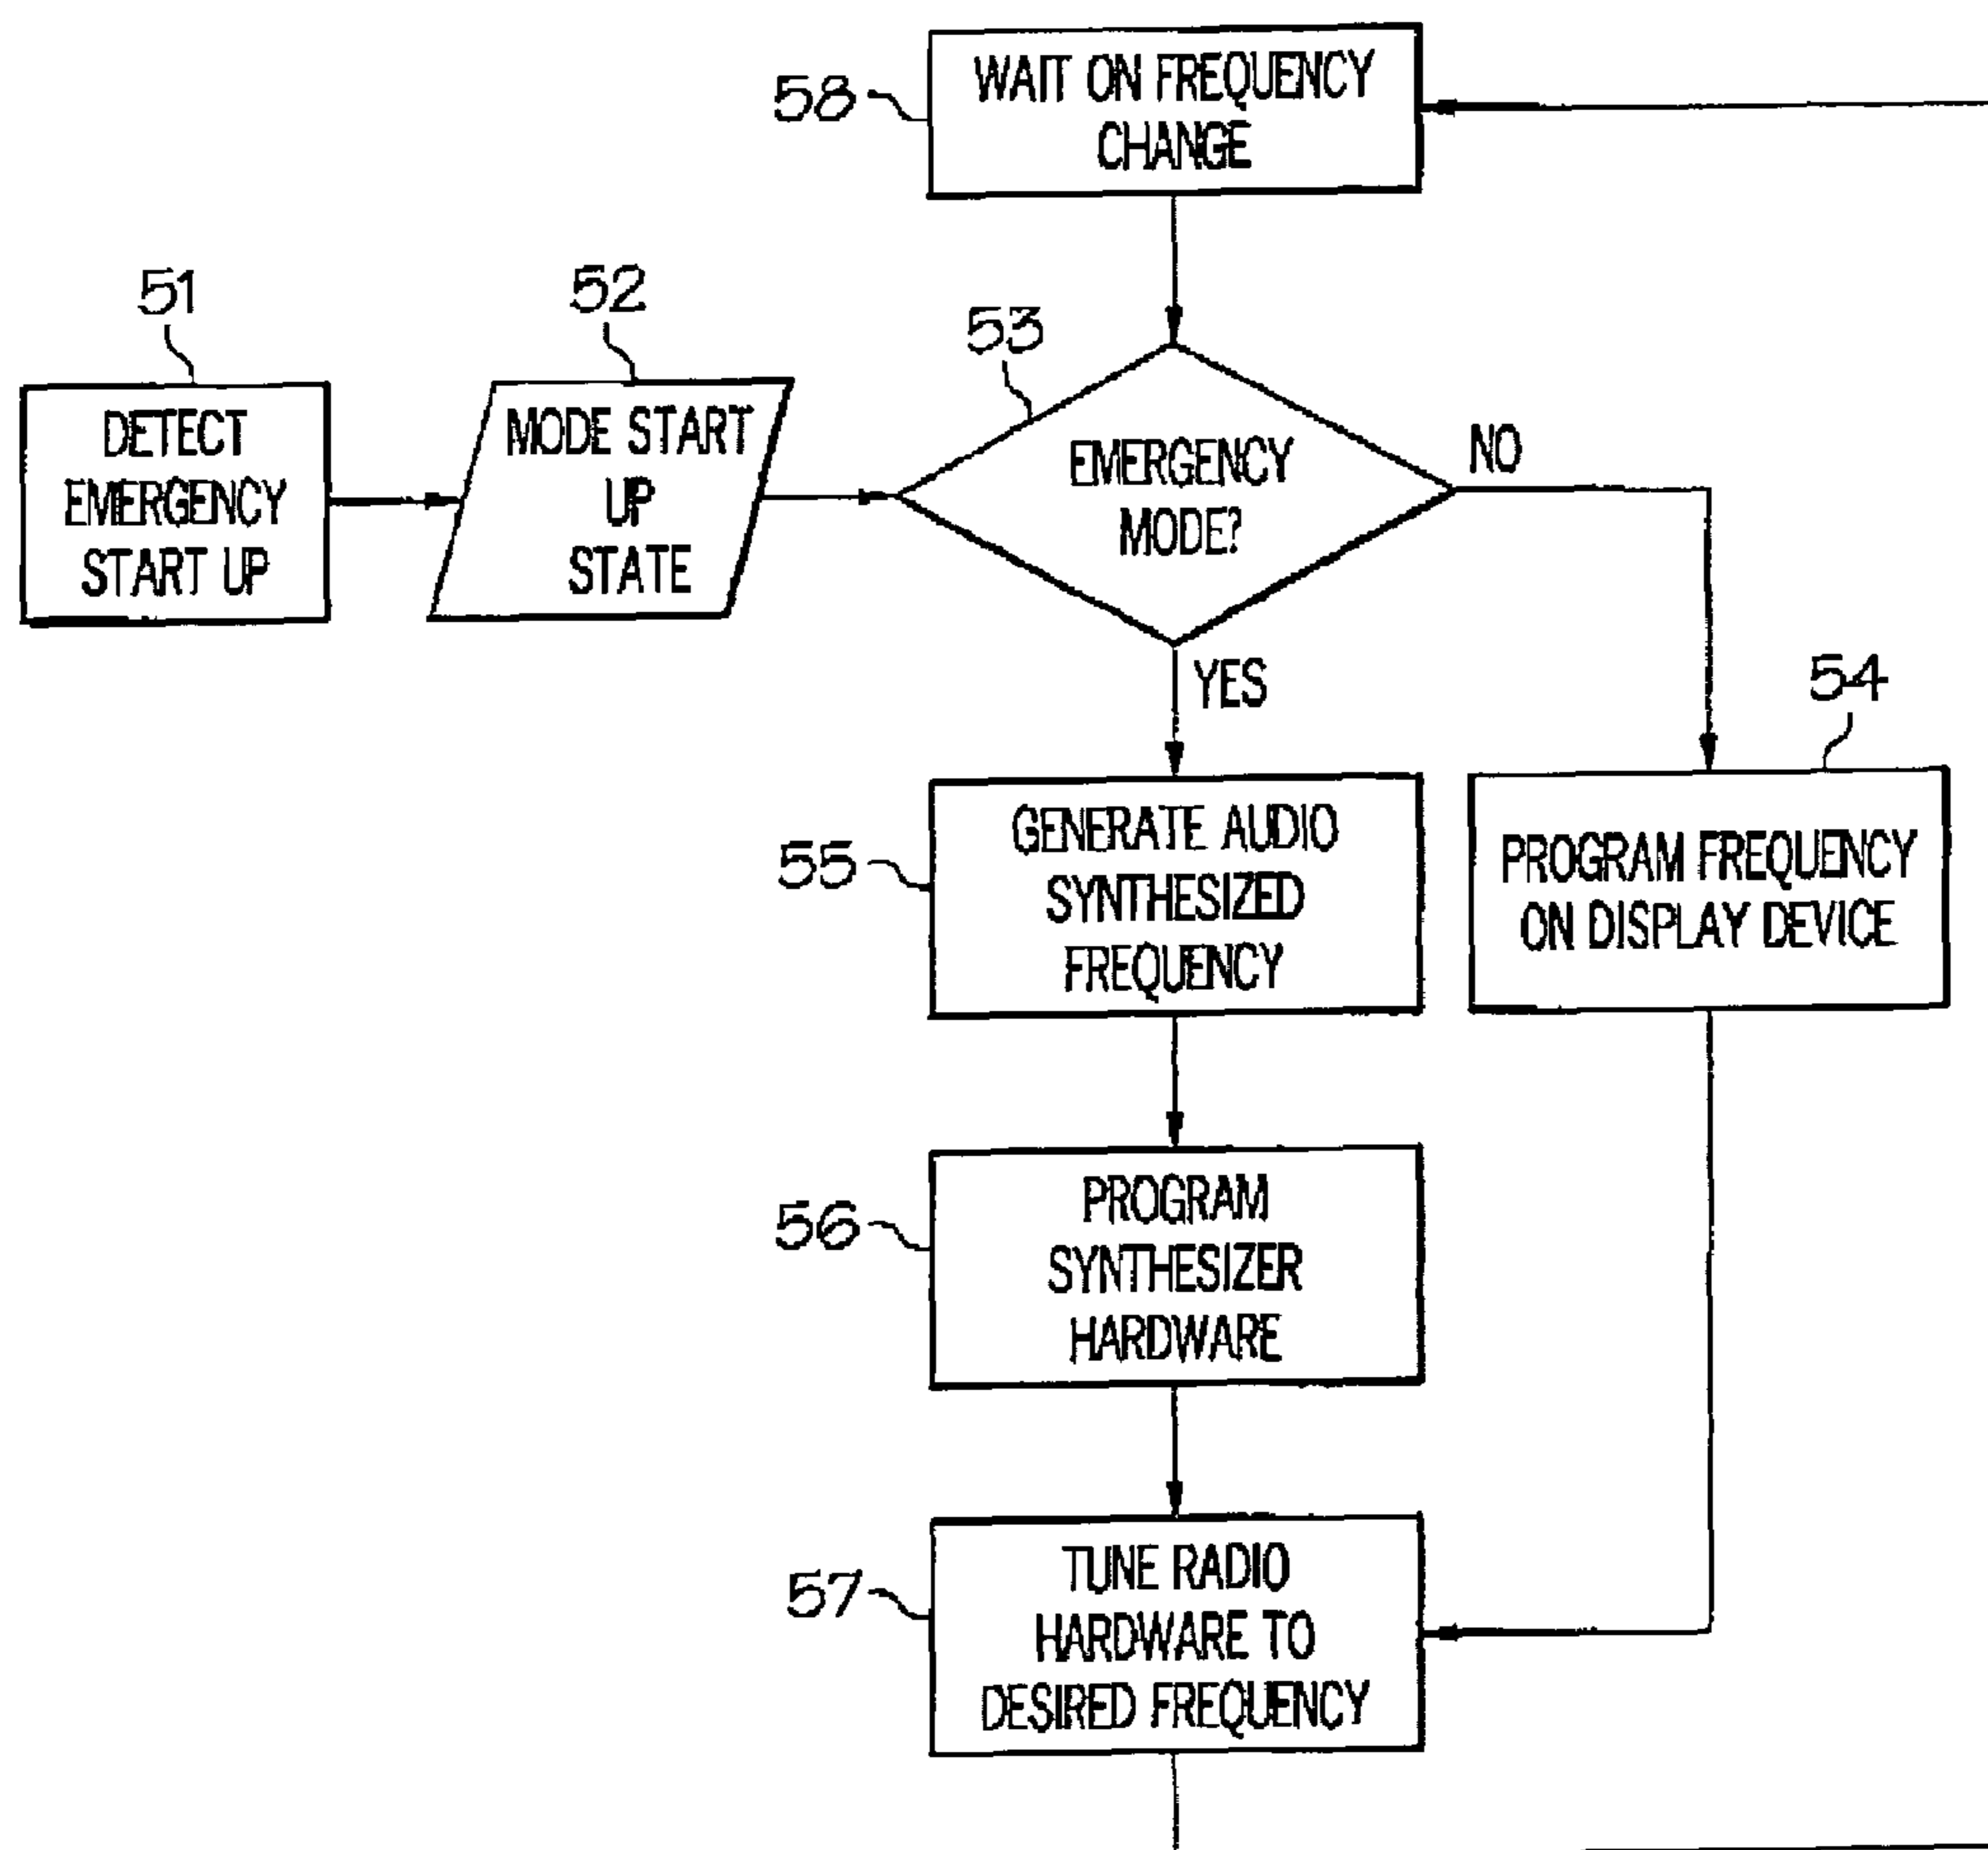 58
WAIT ON FREQUENCY
CHANGE
51
52
53
DETECT
EMERGENCY
START UP
MODE START
UP
STATE
EMERGENCY
MODE?
NO
YES
54
55
GENERATE AUDIO
SYNTHESIZED
FREQUENCY
PROGRAM FREQUENCY
ON DISPLAY DEVICE
56
PROGRAM
SYNTHESIZER
HARDWARE
57
TUNE RADIO
HARDWARE TO
DESIRED FREQUENCY